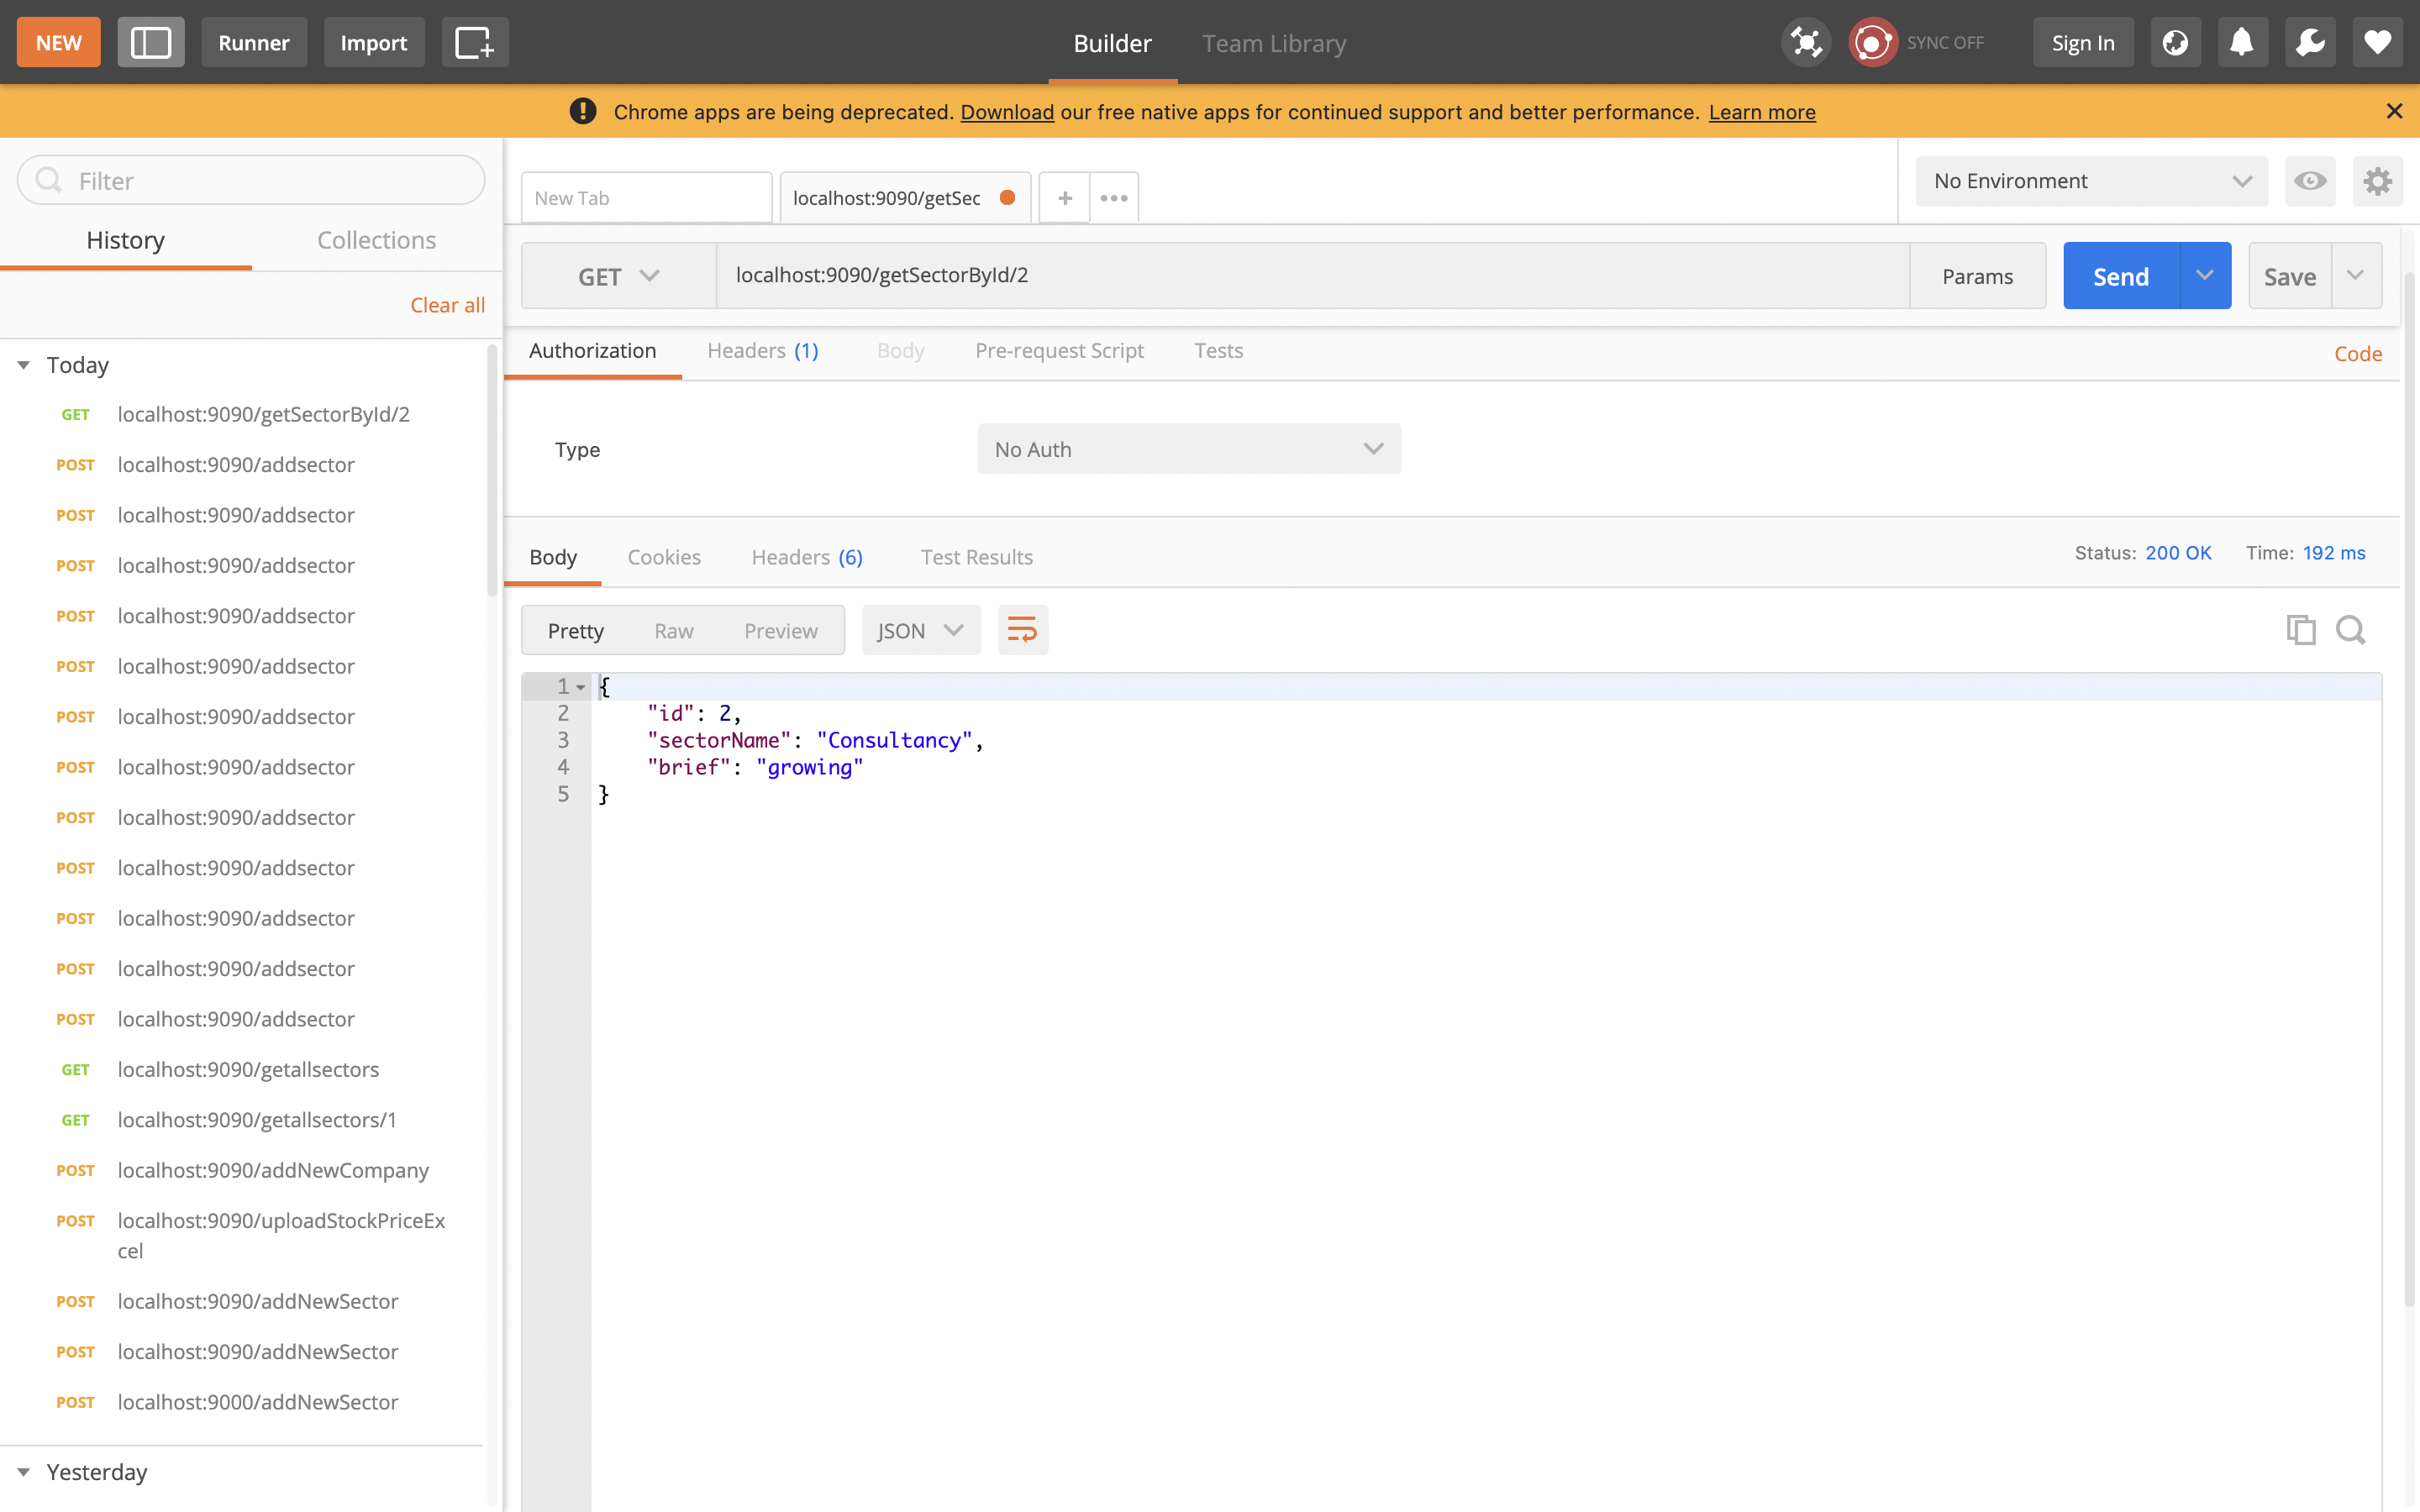 NEW Runner Import Builder Team Library SYNC OFF Sign In
Chrome apps are being deprecated. Download our free native apps for continued support and better performance. Learn more
Filter
History Collections
Clear all
Today
GET localhost:9090/getSectorById/2
POST localhost:9090/addsector
POST localhost:9090/addsector
POST localhost:9090/addsector
POST localhost:9090/addsector
POST localhost:9090/addsector
POST localhost:9090/addsector
POST localhost:9090/addsector
POST localhost:9090/addsector
POST localhost:9090/addsector
POST localhost:9090/addsector
POST localhost:9090/addsector
POST localhost:9090/addsector
GET localhost:9090/getallsectors
GET localhost:9090/getallsectors/1
POST localhost:9090/addNewCompany
POST localhost:9090/uploadStockPriceEx
cel
POST localhost:9090/addNewSector
POST localhost:9090/addNewSector
POST localhost:9000/addNewSector
Yesterday
New Tab localhost:9090/getSec + No Environment
GET localhost:9090/getSectorById/2 Params Send Save
Authorization Headers (1) Body Pre-request Script Tests Code
Type No Auth
Body Cookies Headers (6) Test Results Status: 200 OK Time: 192 ms
Pretty Raw Preview JSON
1 {
2 "id": 2,
3 "sectorName": "Consultancy",
4 "brief": "growing"
5 }